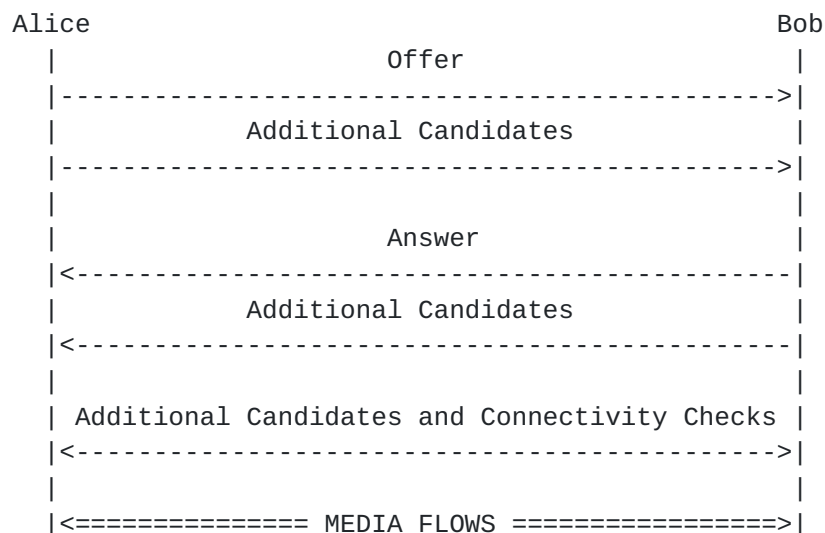 Alice                                            Bob
  |                     Offer                     |
  |---------------------------------------------->|
  |            Additional Candidates              |
  |---------------------------------------------->|
  |                                               |
  |                     Answer                    |
  |<----------------------------------------------|
  |            Additional Candidates              |
  |<----------------------------------------------|
  |                                               |
  | Additional Candidates and Connectivity Checks |
  |<--------------------------------------------->|
  |                                               |
  |<=============== MEDIA FLOWS =================>|